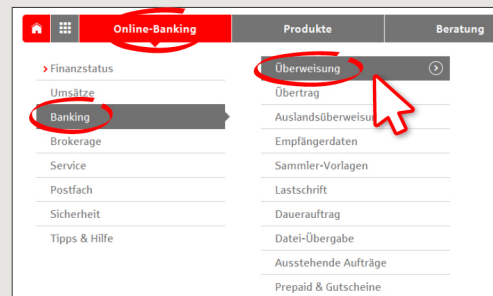 Online-Banking
Produkte
Beratung
Finanzstatus
Umsätze
Banking
Brokerage
Service
Postfach
Sicherheit
Tipps & Hilfe
Überweisung
Übertrag
Auslandsüberweisu
Empfängerdaten
Sammler-Vorlagen
Lastschrift
Dauerauftrag
Datei-Übergabe
Ausstehende Aufträge
Prepaid & Gutscheine